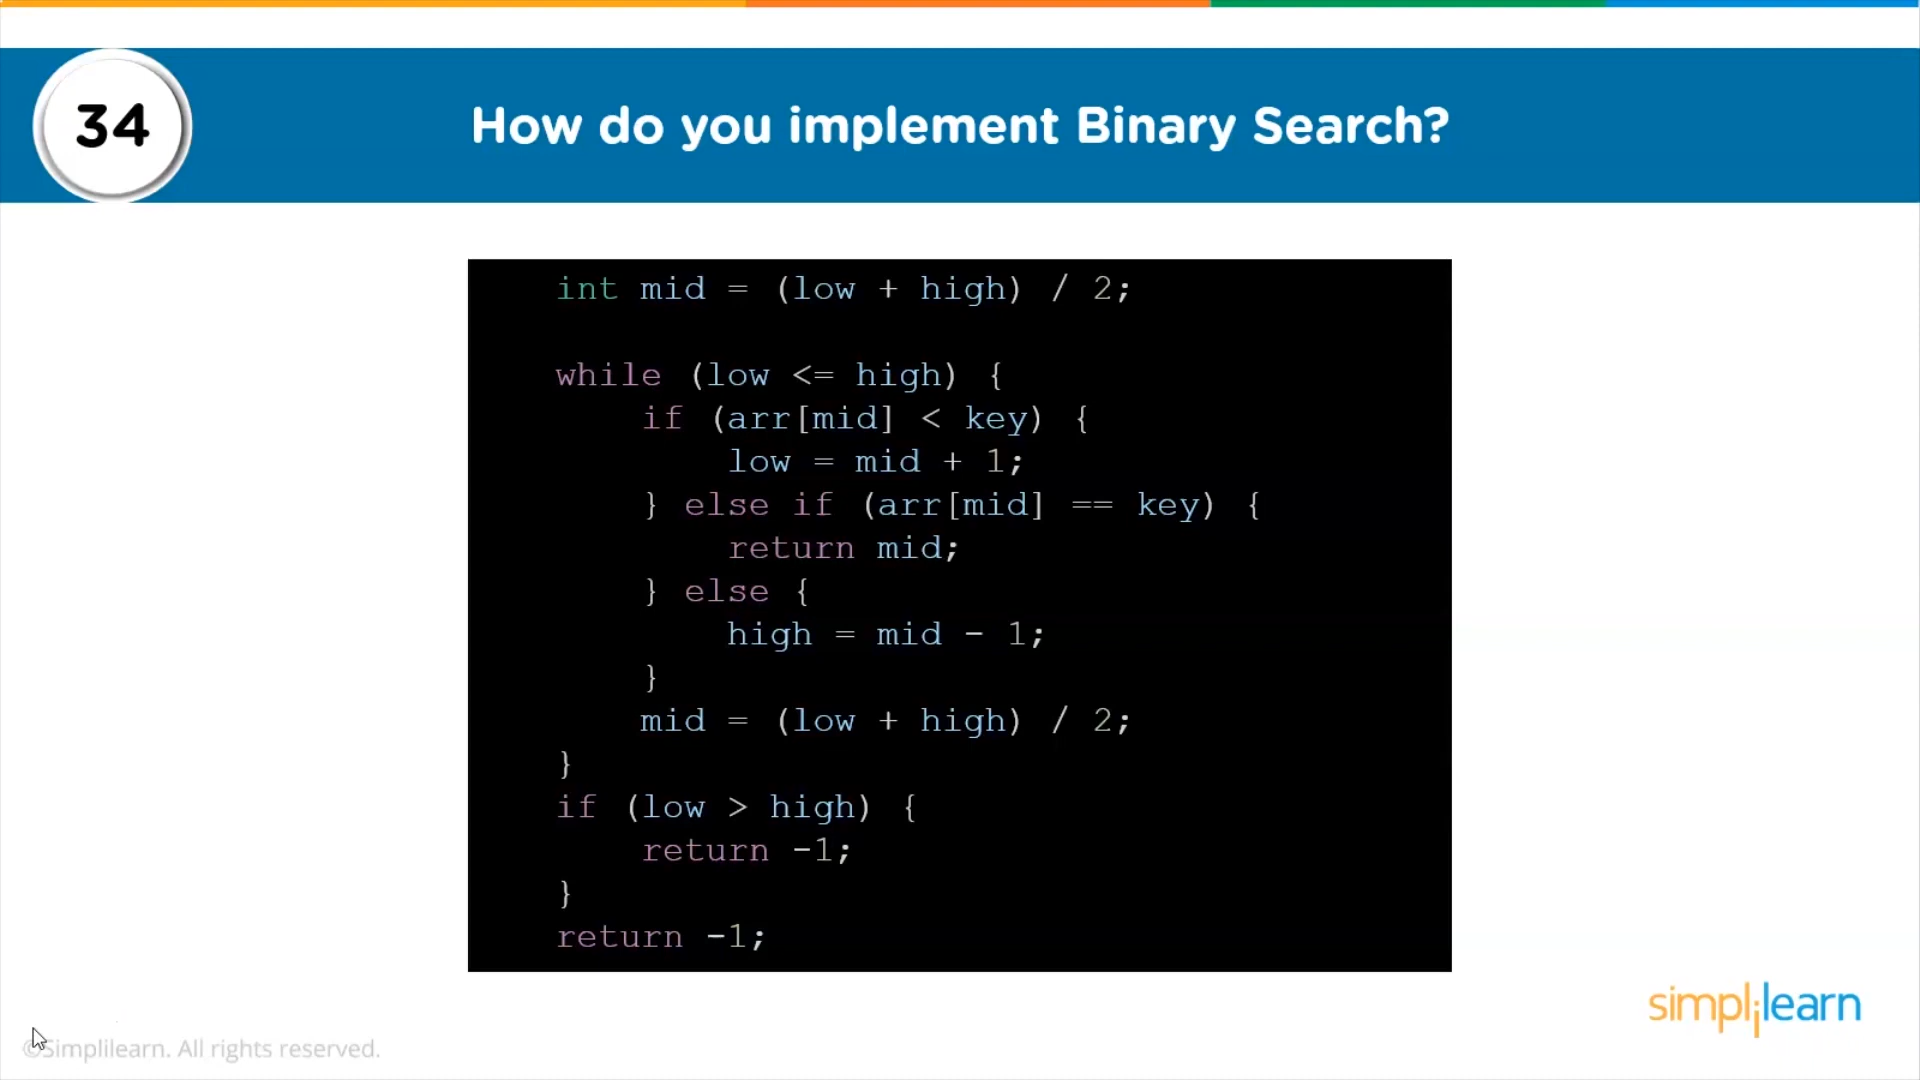 34
How do you implement Binary Search?
int mid = (low + high) / 2;
while (low <= high) {
if (arr[mid] < key) {
low = mid + 1;
} else if (arr[mid] == key) {
return mid;
} else {
high = mid - 1;
}
mid = (low + high) / 2;
}
if (low > high) {
return -1;
}
return -1;
simplilearn
©Simplilearn. All rights reserved.